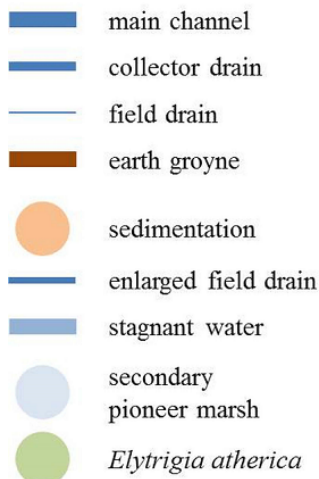 main channel
collector drain
field drain
earth groyne
sedimentation
enlarged field drain
stagnant water
secondary
pioneer marsh
Elytrigia atherica